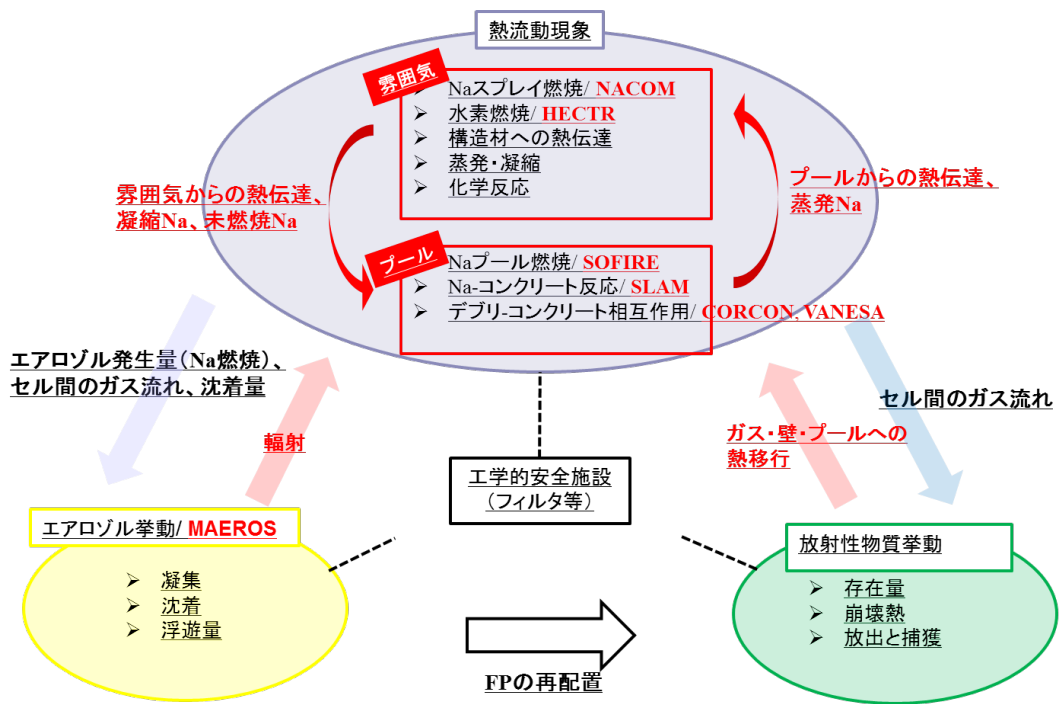 熱流動現象
雰囲気
Naスプレイ燃焼/ NACOM
水素燃焼/ HECTR
構造材への熱伝達
蒸発・凝縮
化学反応
雰囲気からの熱伝達、
凝縮Na、未燃焼Na
プールからの熱伝達、
蒸発Na
プール
Naプール燃焼/ SOFIRE
Na-コンクリート反応/ SLAM
デブリ-コンクリート相互作用/ CORCON, VANESA
エアロゾル発生量(Na燃焼)、
セル間のガス流れ、沈着量
輻射
セル間のガス流れ
ガス・壁・プールへの
熱移行
工学的安全施設
(フィルタ等)
エアロゾル挙動/ MAEROS
凝集
沈着
浮遊量
放射性物質挙動
存在量
崩壊熱
放出と捕獲
FPの再配置